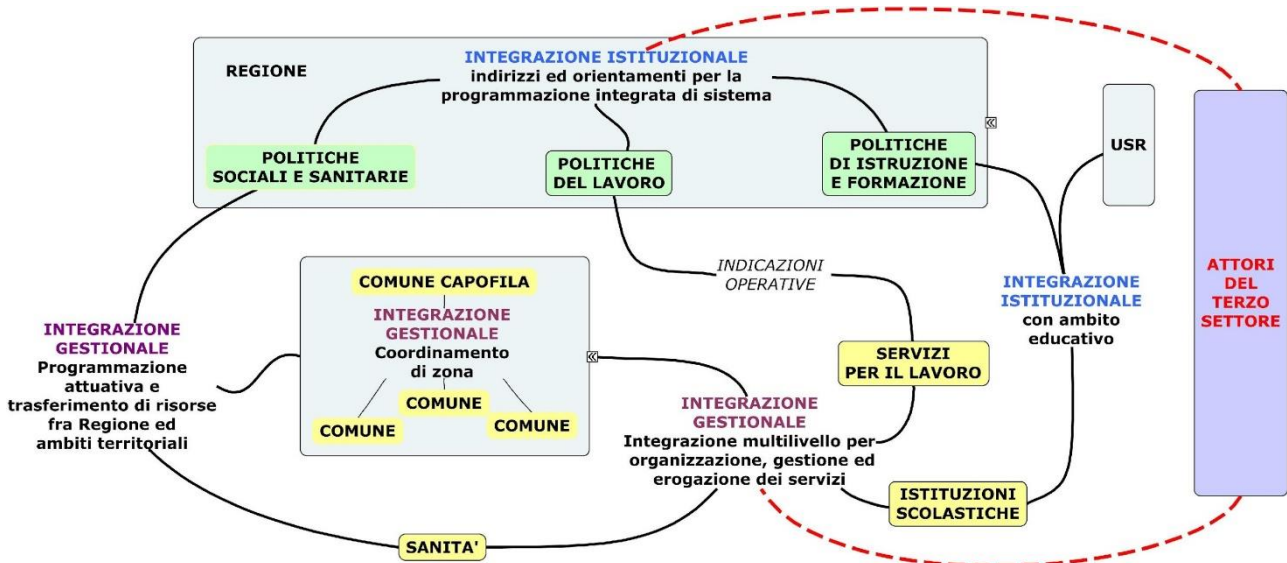 REGIONE
INTEGRAZIONE ISTITUZIONALE
indirizzi ed orientamenti per la
programmazione integrata di sistema
POLITICHE
SOCIALI E SANITARIE
POLITICHE
DEL LAVORO
POLITICHE
DI ISTRUZIONE
E FORMAZIONE
USR
ATTORI
DEL
TERZO
SETTORE
INDICAZIONI
OPERATIVE
INTEGRAZIONE
ISTITUZIONALE
con ambito
educativo
COMUNE CAPOFILA
INTEGRAZIONE
GESTIONALE
Coordinamento
di zona
COMUNE
COMUNE
COMUNE
INTEGRAZIONE
GESTIONALE
Programmazione
attuativa e
trasferimento di risorse
fra Regione ed
ambiti territoriali
SERVIZI
PER IL LAVORO
INTEGRAZIONE
GESTIONALE
Integrazione multilivello per
organizzazione, gestione ed
erogazione dei servizi
ISTITUZIONI
SCOLASTICHE
SANITA'